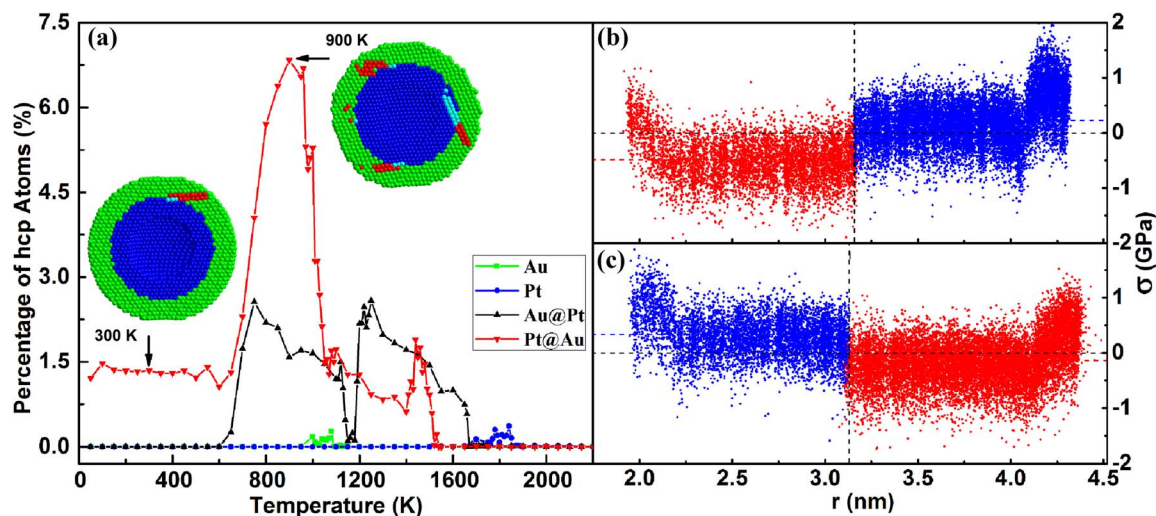 (a)
7.5
6.0
4.5
3.0
1.5
0.0
Percentage of hcp Atoms (%)
900 K
300 K
Au
Pt
Au@Pt
Pt@Au
0
400
800
1200
1600
2000
Temperature (K)
(b)
2
1
0
-1
-2
(c)
1
0
-1
-2
σ (GPa)
2.0
2.5
3.0
3.5
4.0
4.5
r (nm)